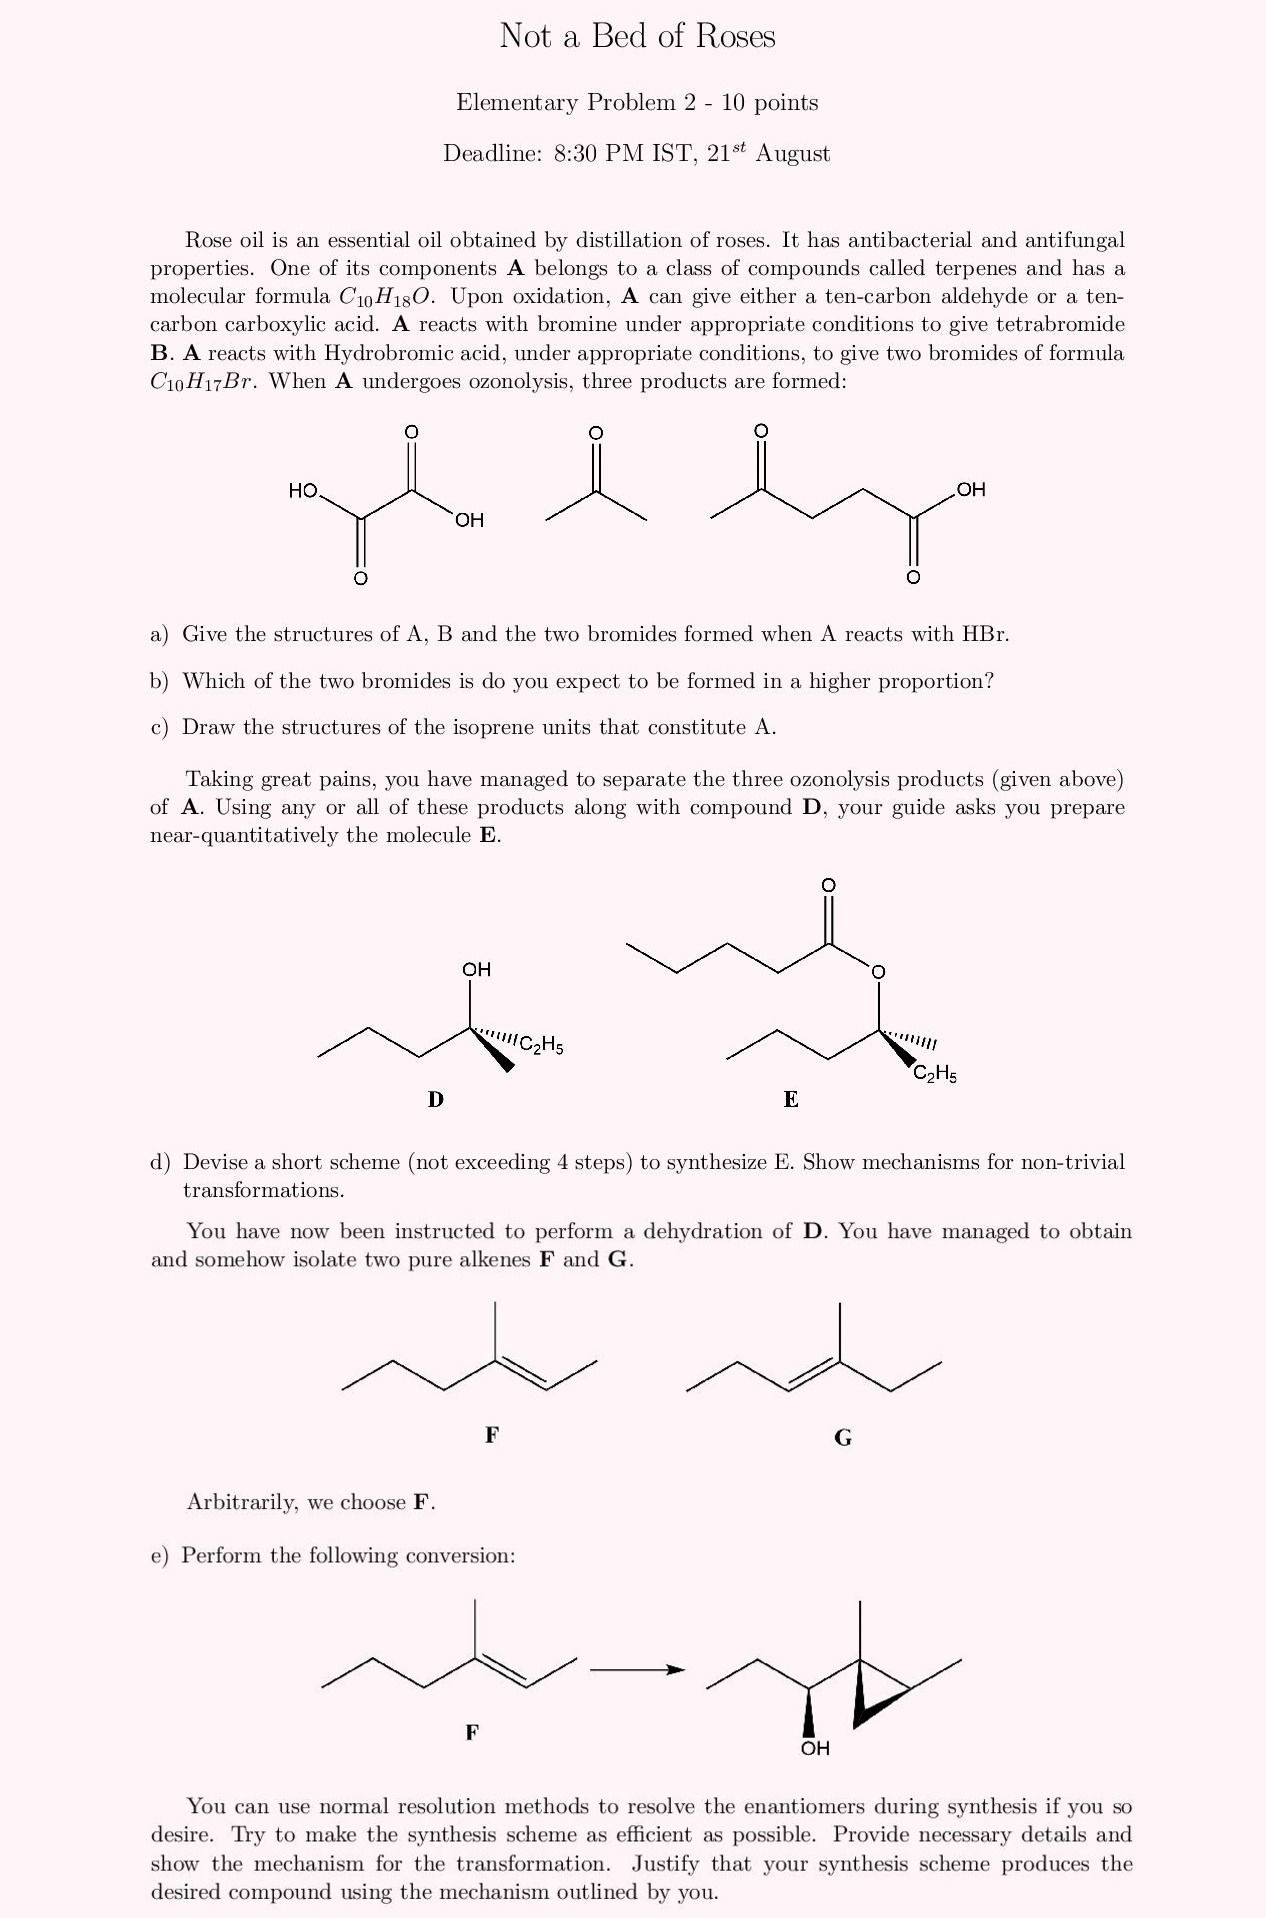 Not a Bed of Roses
Elementary Problem 2 - 10 points
Deadline: 8:30 PM IST, 21st August
Rose oil is an essential oil obtained by distillation of roses. It has antibacterial and antifungal
properties. One of its components A belongs to a class of compounds called terpenes and has a
molecular formula C10H18O. Upon oxidation, A can give either a ten-carbon aldehyde or a ten-
carbon carboxylic acid. A reacts with bromine under appropriate conditions to give tetrabromide
B. A reacts with Hydrobromic acid, under appropriate conditions, to give two bromides of formula
C10H17Br. When A undergoes ozonolysis, three products are formed:
O O O
HO OH
OH
O O
a) Give the structures of A, B and the two bromides formed when A reacts with HBr.
b) Which of the two bromides is do you expect to be formed in a higher proportion?
c) Draw the structures of the isoprene units that constitute A.
Taking great pains, you have managed to separate the three ozonolysis products (given above)
of A. Using any or all of these products along with compound D, your guide asks you prepare
near-quantitatively the molecule E.
O
OH O
C2H5
C2H5
D E
d) Devise a short scheme (not exceeding 4 steps) to synthesize E. Show mechanisms for non-trivial
transformations.
You have now been instructed to perform a dehydration of D. You have managed to obtain
and somehow isolate two pure alkenes F and G.
F G
Arbitrarily, we choose F.
e) Perform the following conversion:
F
OH
You can use normal resolution methods to resolve the enantiomers during synthesis if you so
desire. Try to make the synthesis scheme as efficient as possible. Provide necessary details and
show the mechanism for the transformation. Justify that your synthesis scheme produces the
desired compound using the mechanism outlined by you.